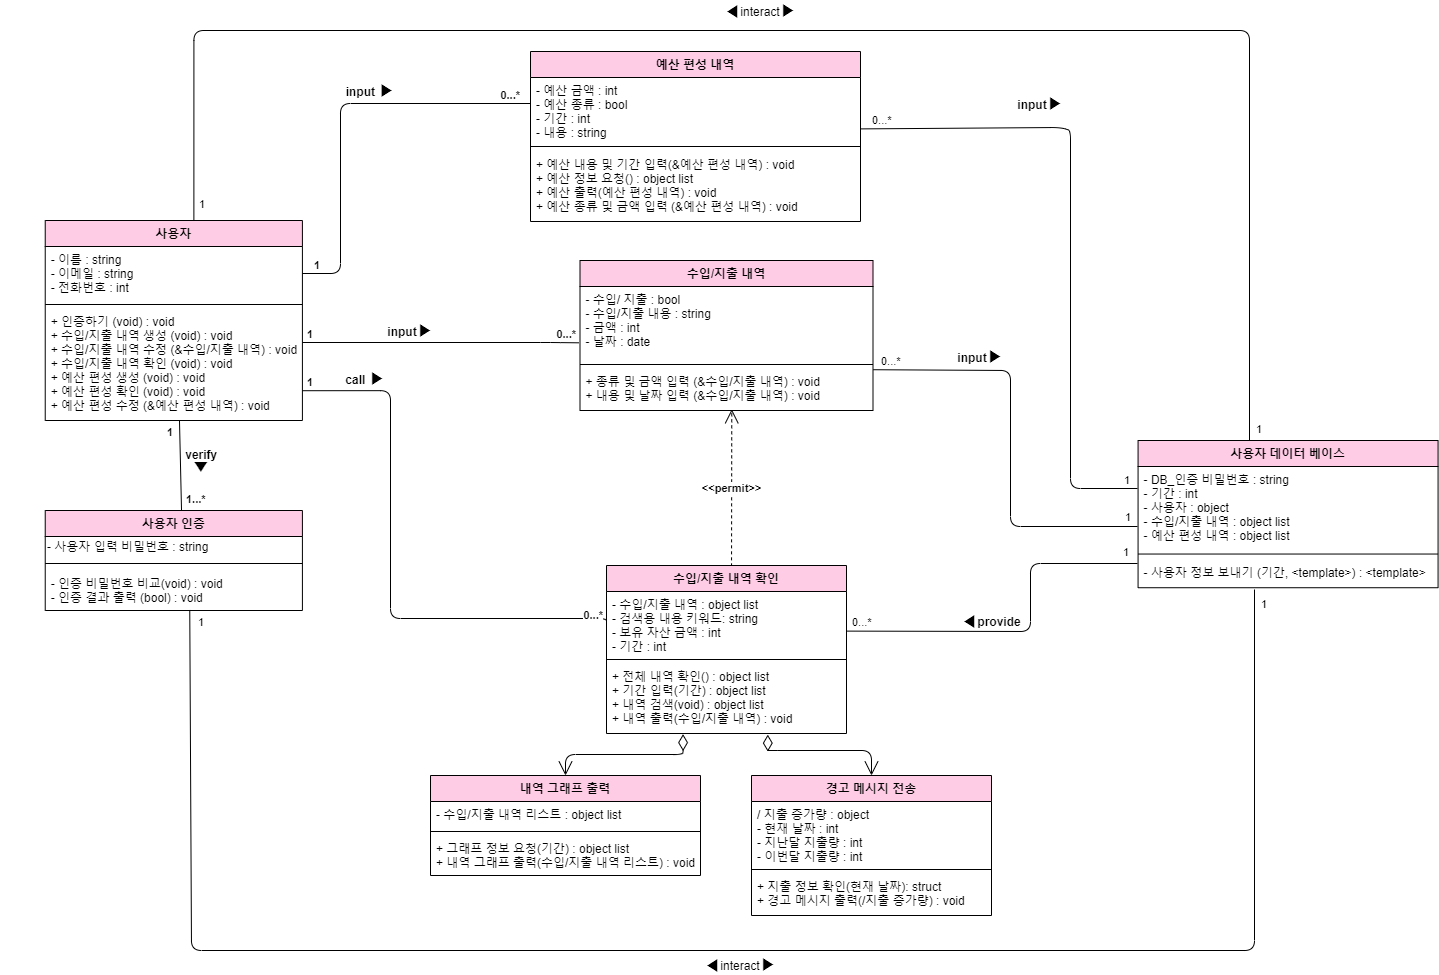 ◀ interact ▶
예산 편성 내역
- 예산 금액 : int
- 예산 종류 : bool
- 기간 : int
- 내용 : string
+ 예산 내용 및 기간 입력(&예산 편성 내역) : void
+ 예산 정보 요청() : object list
+ 예산 출력(예산 편성 내역) : void
+ 예산 종류 및 금액 입력 (&예산 편성 내역) : void
input ▶
0...*
0...*
input ▶
1
1
사용자
- 이름 : string
- 이메일 : string
- 전화번호 : int
+ 인증하기 (void) : void
+ 수입/지출 내역 생성 (void) : void
+ 수입/지출 내역 수정 (&수입/지출 내역) : void
+ 수입/지출 내역 확인 (void) : void
+ 예산 편성 생성 (void) : void
+ 예산 편성 확인 (void) : void
+ 예산 편성 수정 (&예산 편성 내역) : void
1
input ▶
0...*
1
call ▶
수입/지출 내역
- 수입/ 지출 : bool
- 수입/지출 내용 : string
- 금액 : int
- 날짜 : date
+ 종류 및 금액 입력 (&수입/지출 내역) : void
+ 내용 및 날짜 입력 (&수입/지출 내역) : void
0...*
input ▶
1
verify
▼
1...*
<<permit>>
1
사용자 데이터 베이스
- DB_인증 비밀번호 : string
- 기간 : int
- 사용자 : object
- 수입/지출 내역 : object list
- 예산 편성 내역 : object list
- 사용자 정보 보내기 (기간, <template>) : <template>
1
1
1
1
사용자 인증
- 사용자 입력 비밀번호 : string
- 인증 비밀번호 비교(void) : void
- 인증 결과 출력 (bool) : void
1
수입/지출 내역 확인
- 수입/지출 내역 : object list
- 검색용 내용 키워드: string
- 보유 자산 금액 : int
- 기간 : int
+ 전체 내역 확인() : object list
+ 기간 입력(기간) : object list
+ 내역 검색(void) : object list
+ 내역 출력(수입/지출 내역) : void
0...*
0...*
◀ provide
내역 그래프 출력
- 수입/지출 내역 리스트 : object list
+ 그래프 정보 요청(기간) : object list
+ 내역 그래프 출력(수입/지출 내역 리스트) : void
경고 메시지 전송
/ 지출 증가량 : object
- 현재 날짜 : int
- 지난달 지출량 : int
- 이번달 지출량 : int
+ 지출 정보 확인(현재 날짜): struct
+ 경고 메시지 출력(/지출 증가량) : void
◀ interact ▶